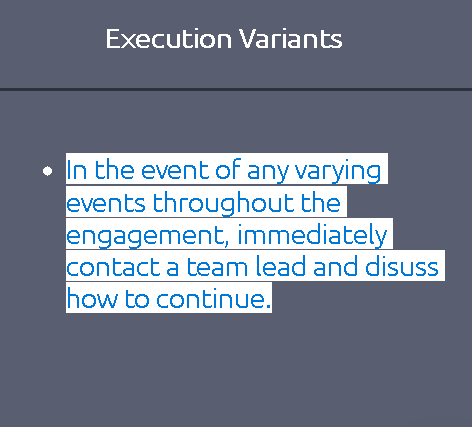 Execution Variants
In the event of any varying
events throughout the
engagement, immediately
contact a team lead and disuss
how to continue.